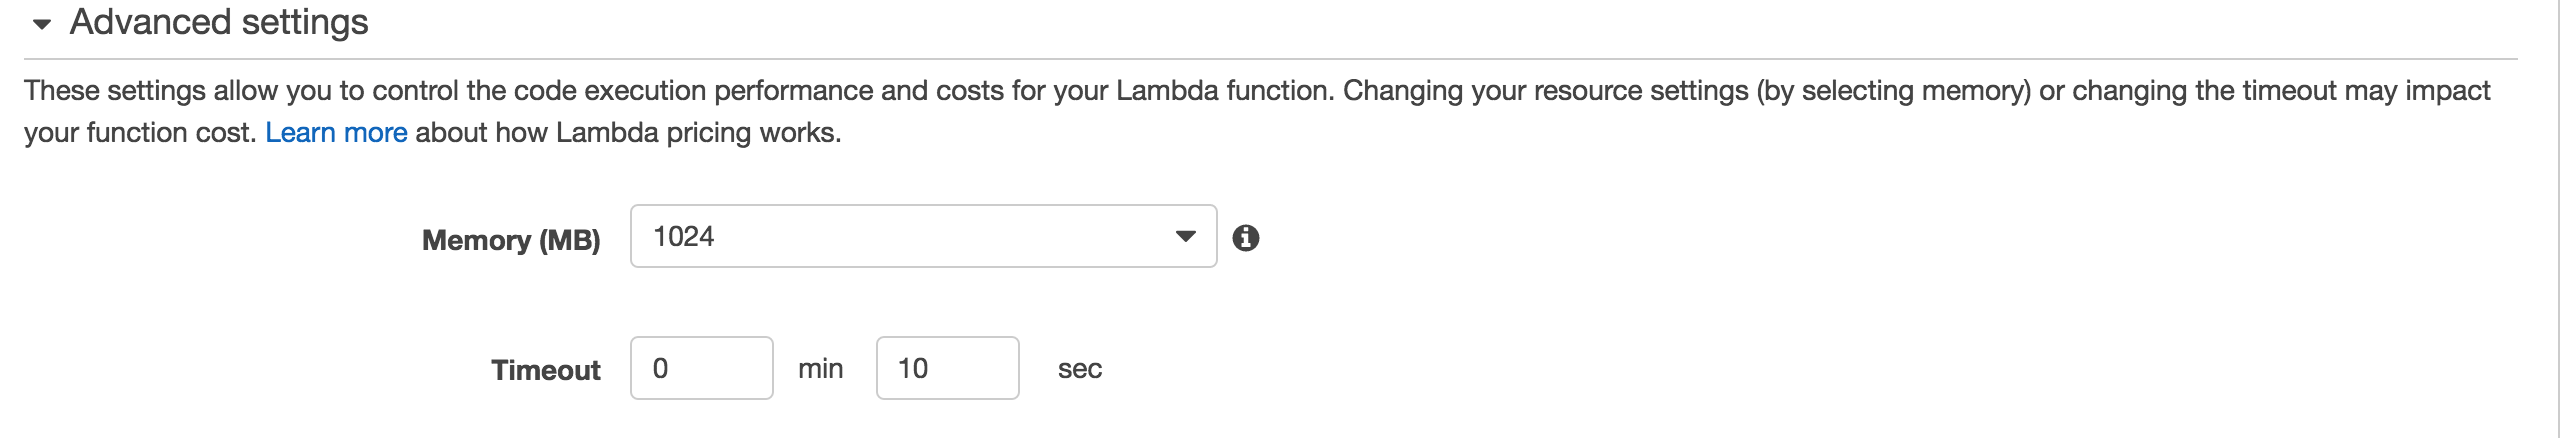 Advanced settings
These settings allow you to control the code execution performance and costs for your Lambda function. Changing your resource settings (by selecting memory) or changing the timeout may impact
your function cost. Learn more about how Lambda pricing works.
Memory (MB) 1024
Timeout 0 min 10 sec